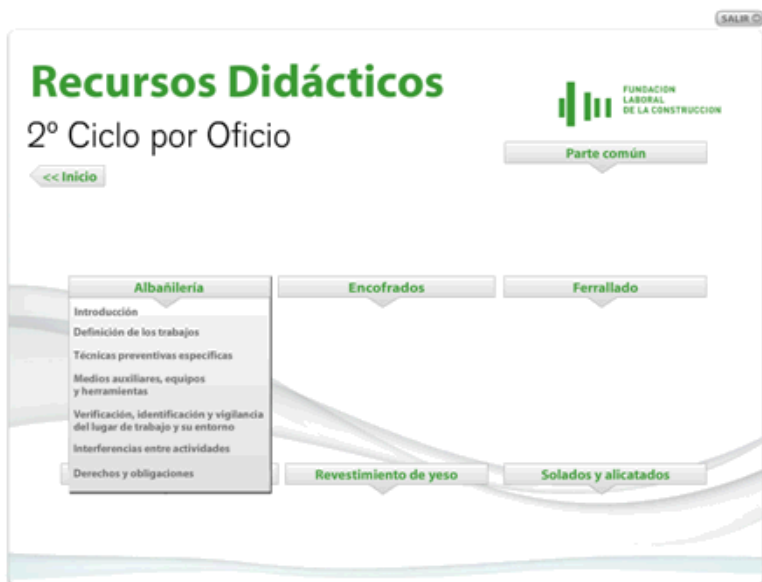 SALIR
Recursos Didácticos
FUNDACION
LABORAL
DE LA CONSTRUCCION
2º Ciclo por Oficio
Parte común
<< Inicio
Albañilería
Encofrados
Ferrallado
Introducción
Definición de los trabajos
Técnicas preventivas específicas
Medios auxiliares, equipos
y herramientas
Verificación, identificación y vigilancia
del lugar de trabajo y su entorno
Interferencias entre actividades
Derechos y obligaciones
Revestimiento de yeso
Solados y alicatados